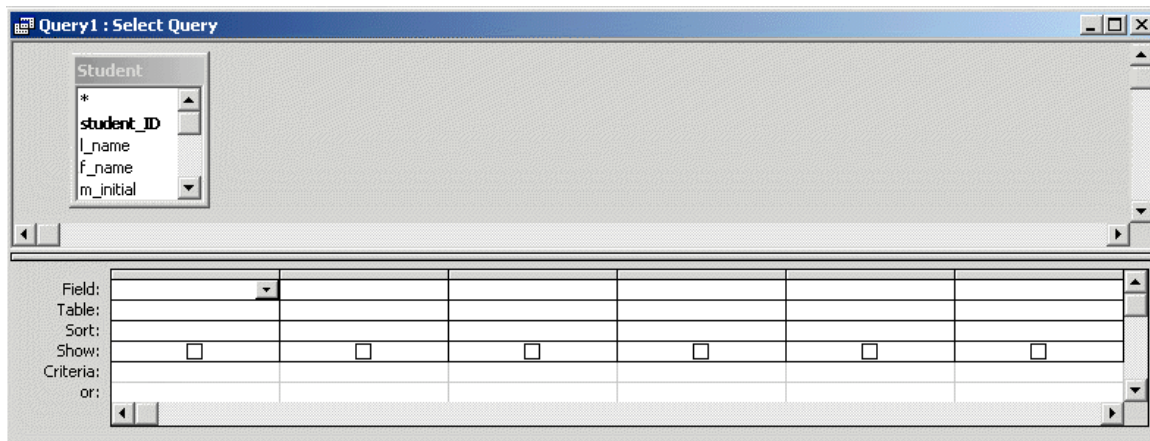 Query1 : Select Query
Student
*
student_ID
l_name
f_name
m_initial
Field:
Table:
Sort:
Show:
Criteria:
or: